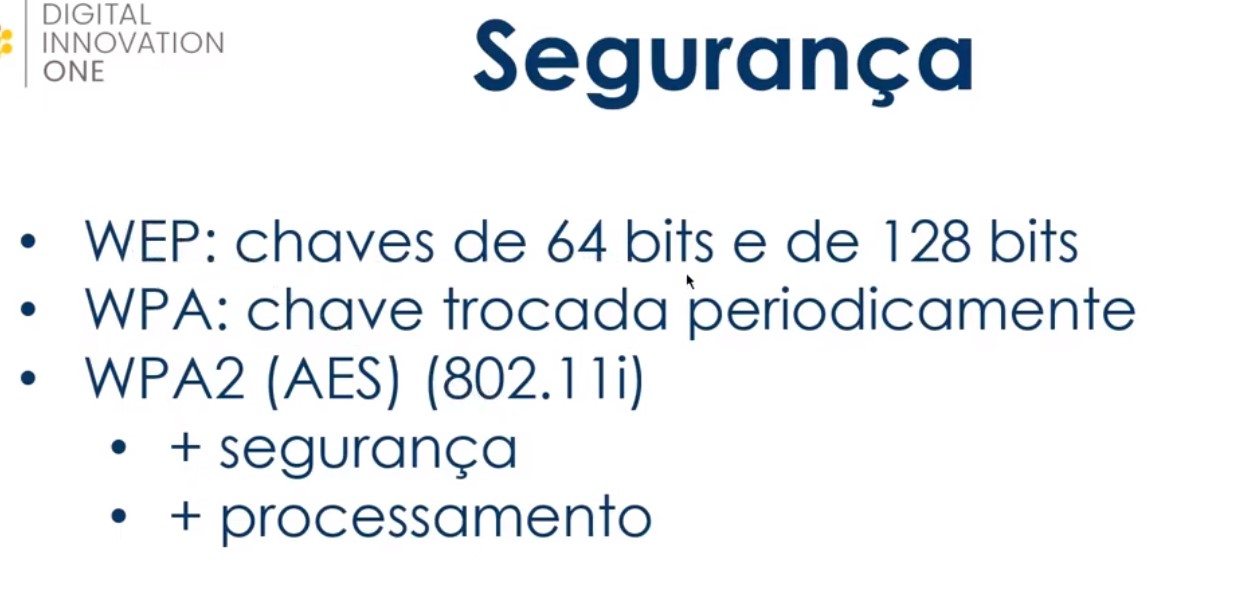 DIGITAL
INNOVATION
ONE
Segurança
• WEP: chaves de 64 bits e de 128 bits
• WPA: chave trocada periodicamente
• WPA2 (AES) (802.11i)
• + segurança
• + processamento